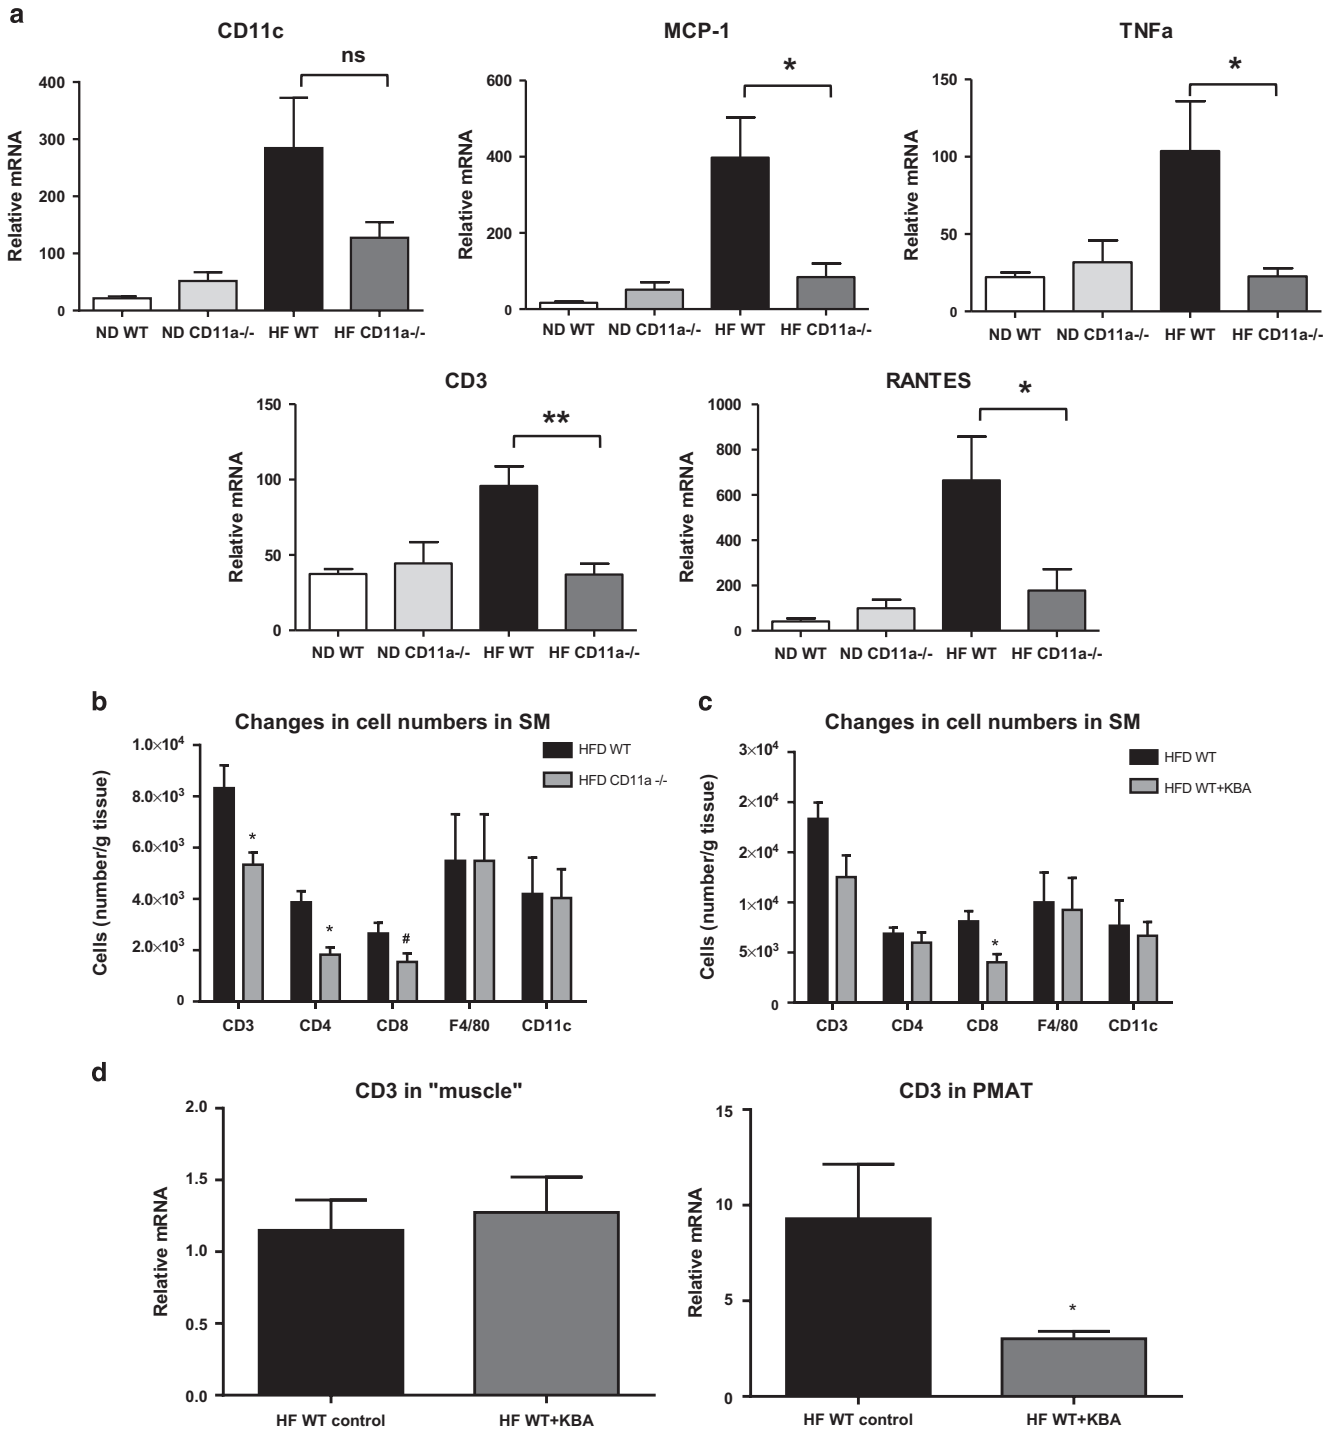 a
CD11c
ns
Relative mRNA
400
300
200
100
0
ND WT ND CD11a-/- HF WT HF CD11a-/-
MCP-1
*
Relative mRNA
600
400
200
0
ND WT ND CD11a-/- HF WT HF CD11a-/-
TNFa
*
Relative mRNA
150
100
50
0
ND WT ND CD11a-/- HF WT HF CD11a-/-
CD3
**
Relative mRNA
150
100
50
0
ND WT ND CD11a-/- HF WT HF CD11a-/-
RANTES
*
Relative mRNA
1000
800
600
400
200
0
ND WT ND CD11a-/- HF WT HF CD11a-/-
b
Changes in cell numbers in SM
HFD WT
HFD CD11a -/-
Cells (number/g tissue)
1.0×10⁴
8.0×10³
6.0×10³
4.0×10³
2.0×10³
0
*
*
#
CD3 CD4 CD8 F4/80 CD11c
c
Changes in cell numbers in SM
HFD WT
HFD WT+KBA
Cells (number/g tissue)
3×10⁴
2×10⁴
2×10⁴
1×10⁴
5×10³
0
*
CD3 CD4 CD8 F4/80 CD11c
d
CD3 in "muscle"
Relative mRNA
2.0
1.5
1.0
0.5
0.0
HF WT control HF WT+KBA
CD3 in PMAT
Relative mRNA
15
10
5
0
*
HF WT control HF WT+KBA